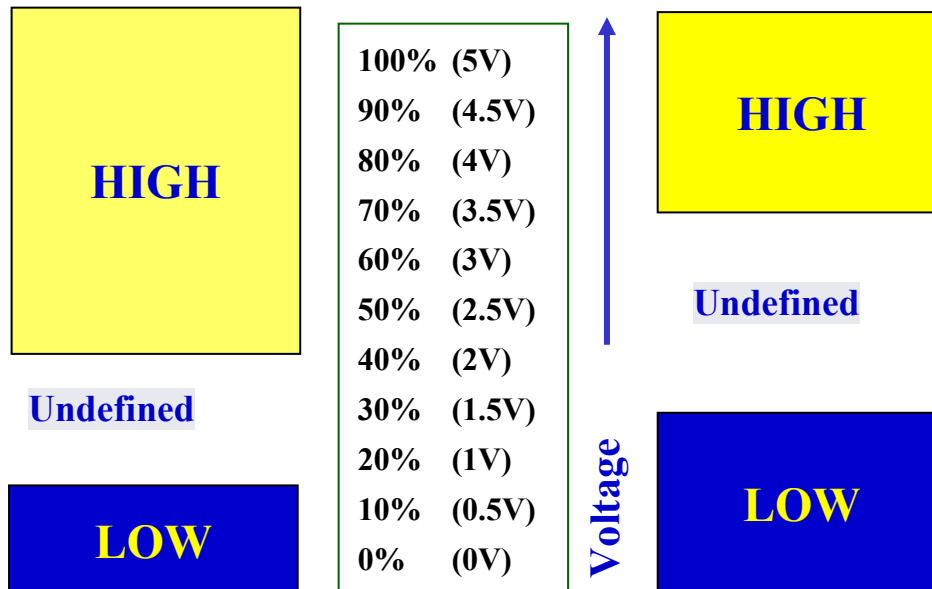 HIGH
Undefined
LOW
100% (5V)
90% (4.5V)
80% (4V)
70% (3.5V)
60% (3V)
50% (2.5V)
40% (2V)
30% (1.5V)
20% (1V)
10% (0.5V)
0% (0V)
Voltage
HIGH
Undefined
LOW